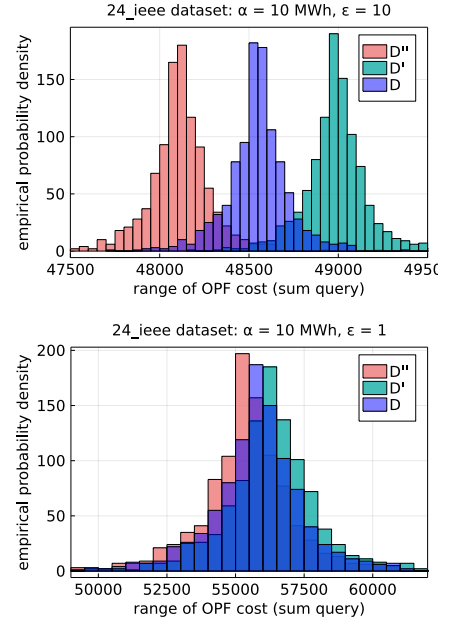 24_ieee dataset: α = 10 MWh, ε = 10
empirical probability density
150
100
50
0
D''
D'
D
47500 48000 48500 49000 4950
range of OPF cost (sum query)
24_ieee dataset: α = 10 MWh, ε = 1
empirical probability density
200
150
100
50
0
D''
D'
D
50000 52500 55000 57500 60000
range of OPF cost (sum query)